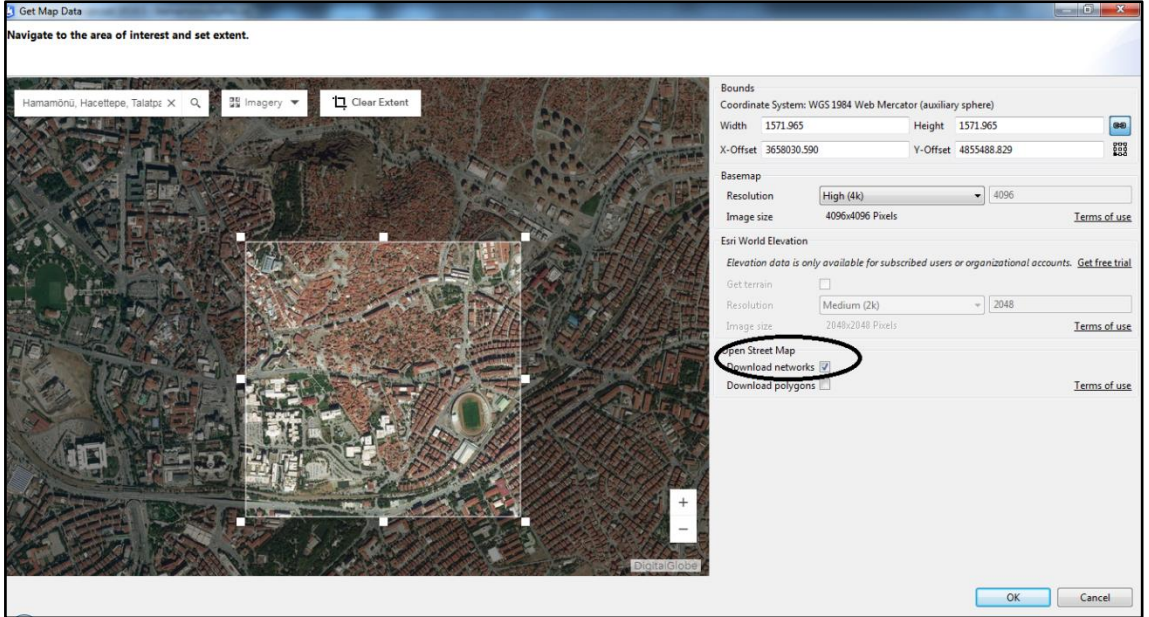 Get Map Data
Navigate to the area of interest and set extent.
Hamamönü, Hacettepe, Talatpa
Imagery
Clear Extent
DigitalGlobe
Bounds
Coordinate System: WGS 1984 Web Mercator (auxiliary sphere)
Width 1571.965 Height 1571.965
X-Offset 3658030.590 Y-Offset 4855488.829
Basemap
Resolution High (4k) 4096
Image size 4096x4096 Pixels Terms of use
Esri World Elevation
Elevation data is only available for subscribed users or organizational accounts. Get free trial
Get terrain
Resolution Medium (2k) 2048
Image size 2048x2048 Pixels Terms of use
Open Street Map
Download networks
Download polygons Terms of use
OK Cancel